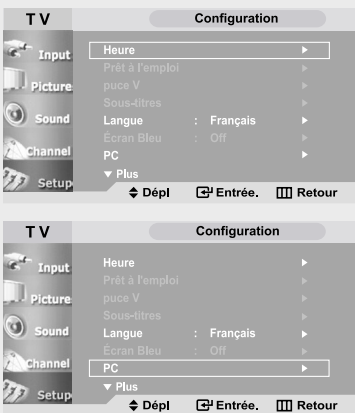 T V Configuration
Input
Picture
Sound
Channel
Setup
Heure
Prêt à l'emploi
puce V
Sous-titres
Langue : Français
Écran Bleu : Off
PC
Plus
Dépl Entrée. Retour
T V Configuration
Input
Picture
Sound
Channel
Setup
Heure
Prêt à l'emploi
puce V
Sous-titres
Langue : Français
Écran Bleu : Off
PC
Plus
Dépl Entrée. Retour